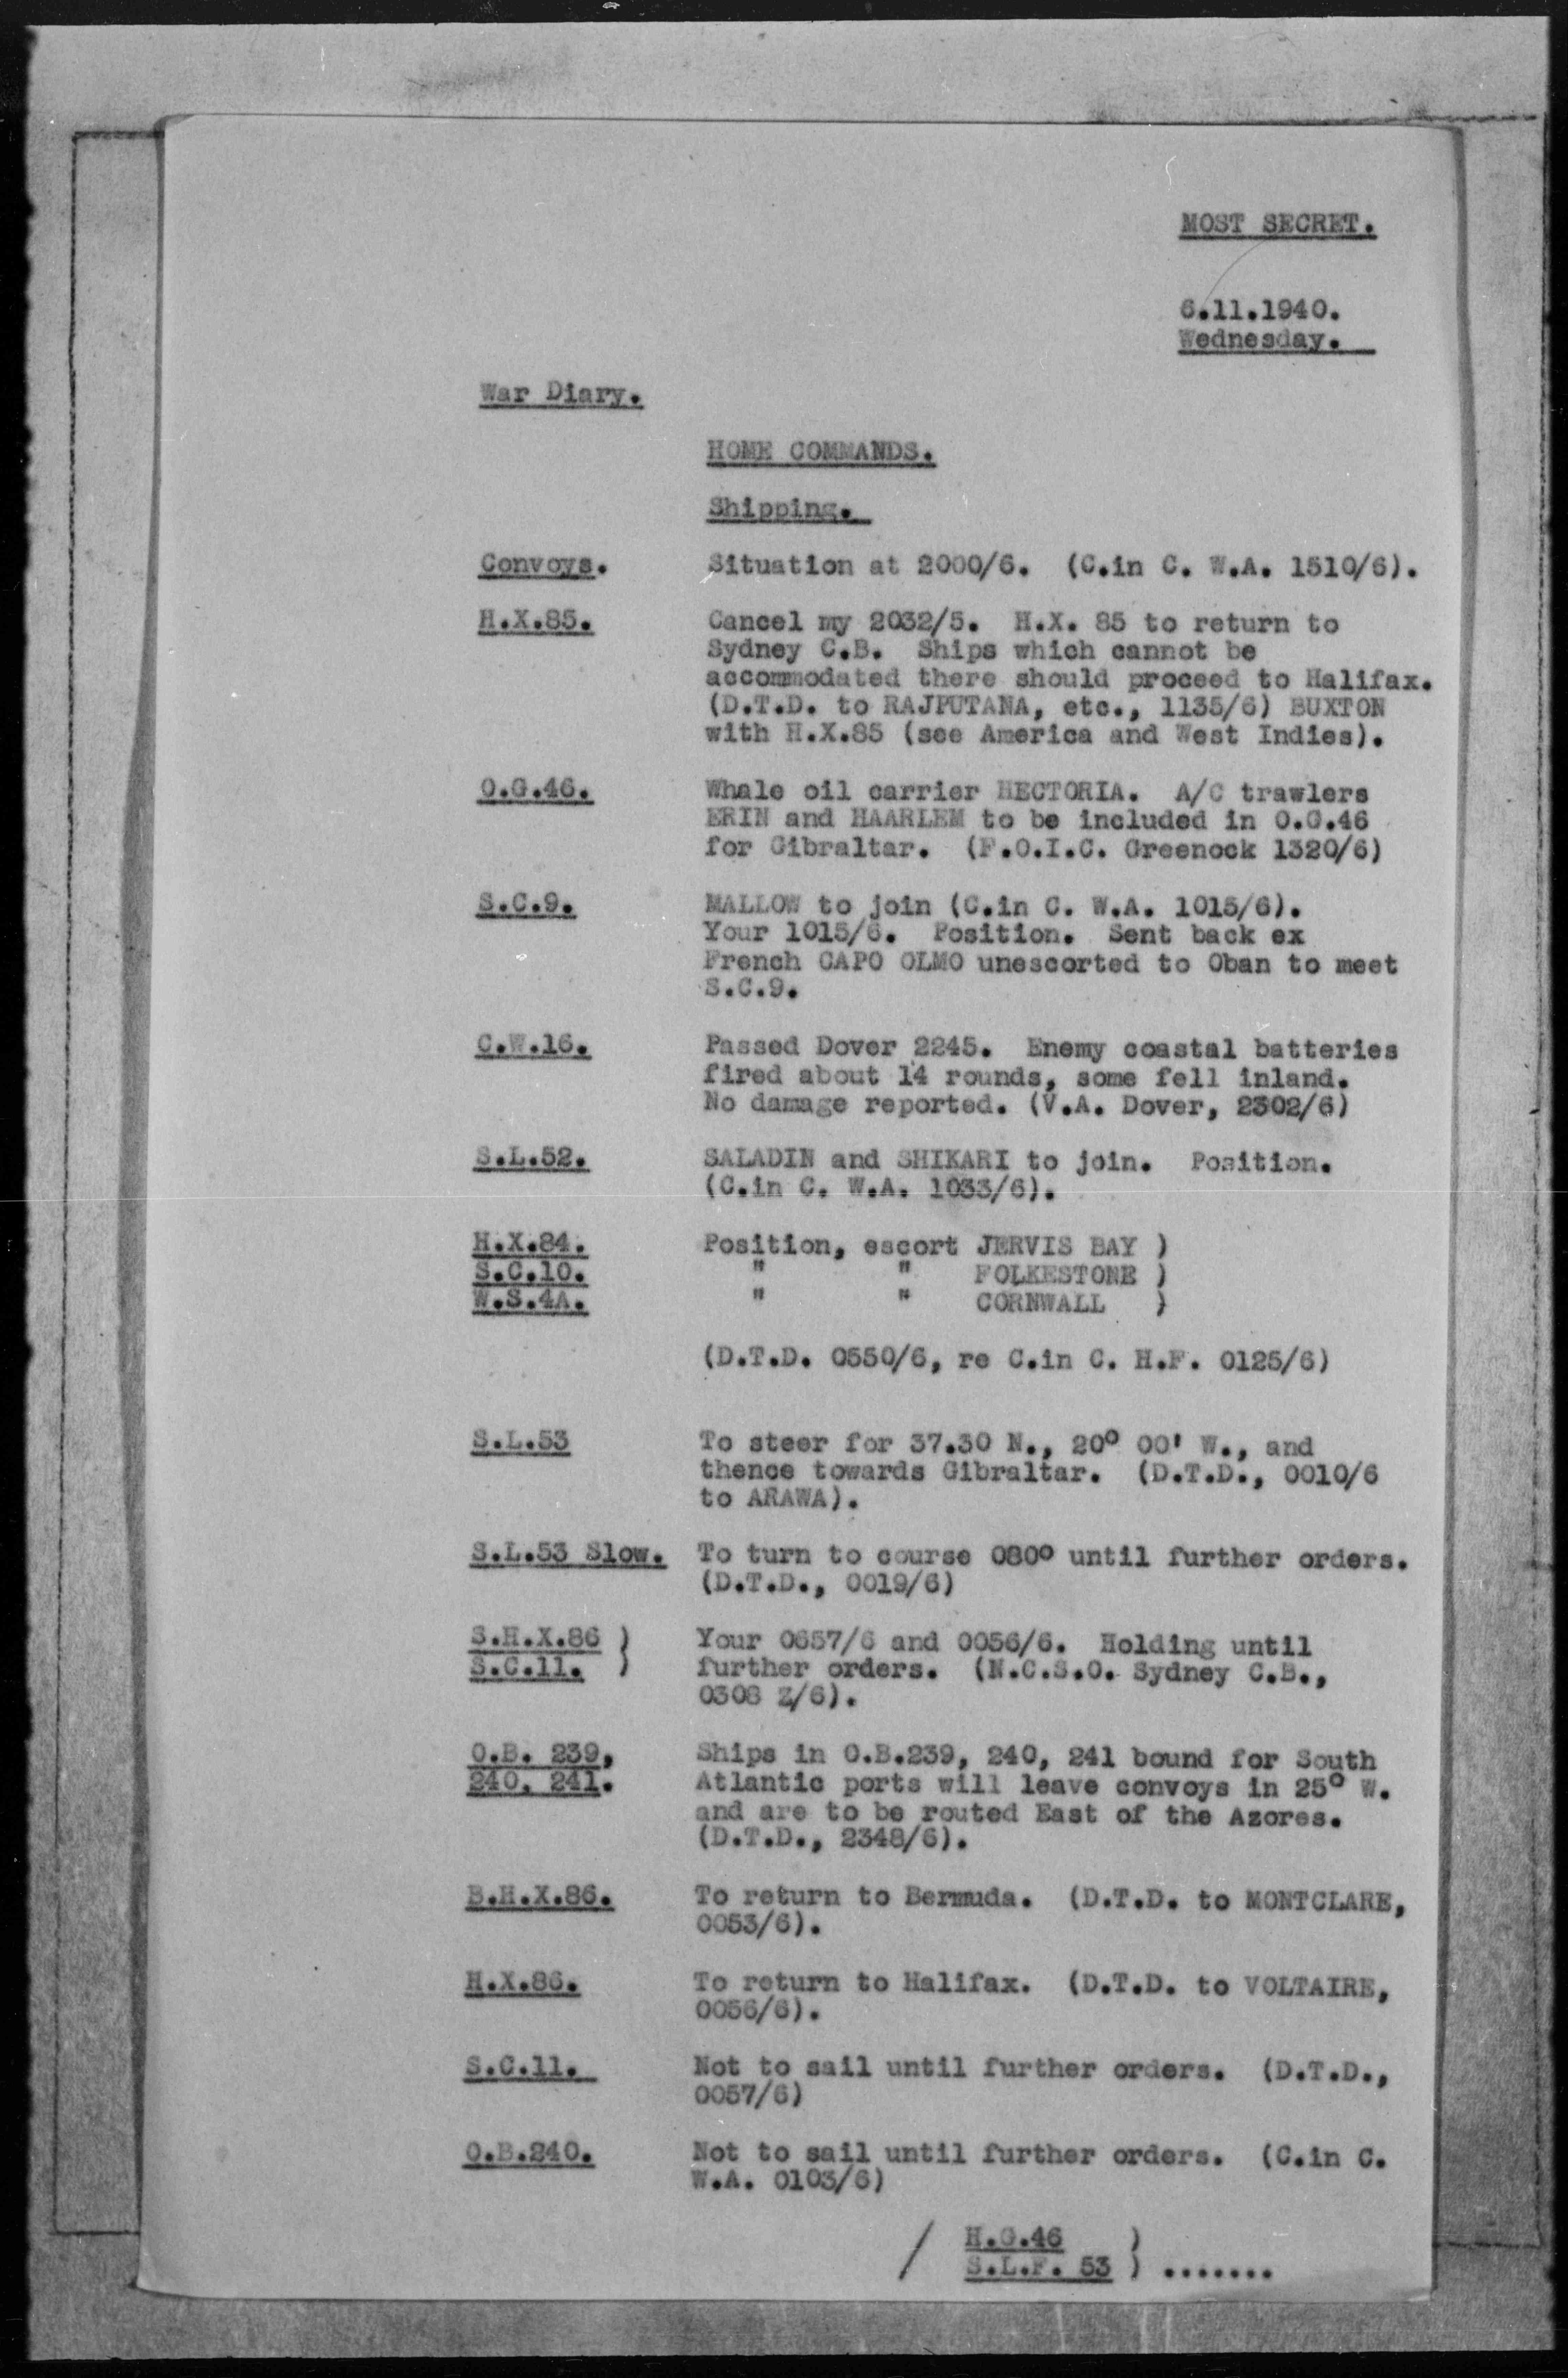 MOST SECRET.
6.11.1940.
Wednesday.
War Diary.
HOME COMMANDS.
Shipping.
Convoys. Situation at 2000/6. (C.in C. W.A. 1510/6).
H.X.85. Cancel my 2032/5. H.X. 85 to return to
Sydney C.B. Ships which cannot be
accommodated there should proceed to Halifax.
(D.T.D. to RAJPUTANA, etc., 1135/6) BUXTON
with H.X.85 (see America and West Indies).
O.G.46. Whale oil carrier HECTORIA. A/C trawlers
ERIN and HAARLEM to be included in O.G.46
for Gibraltar. (F.O.I.C. Greenock 1320/6)
S.C.9. MALLOW to join (C.in C. W.A. 1015/6).
Your 1015/6. Position. Sent back ex
French CAPO OLMO unescorted to Oban to meet
S.C.9.
C.W.16. Passed Dover 2245. Enemy coastal batteries
fired about 14 rounds, some fell inland.
No damage reported. (V.A. Dover, 2302/6)
S.L.52. SALADIN and SHIKARI to join. Position.
(C.in C. W.A. 1033/6).
H.X.84. Position, escort JERVIS BAY )
S.C.10. " " FOLKESTONE )
W.S.4A. " " CORNWALL )
(D.T.D. 0550/6, re C.in C. H.F. 0125/6)
S.L.53 To steer for 37.30 N., 20° 00' W., and
thence towards Gibraltar. (D.T.D., 0010/6
to ARAWA).
S.L.53 Slow. To turn to course 080° until further orders.
(D.T.D., 0019/6)
S.H.X.86 ) Your 0657/6 and 0056/6. Holding until
S.C.11. ) further orders. (N.C.S.O. Sydney C.B.,
0308 Z/6).
O.B. 239, Ships in O.B.239, 240, 241 bound for South
240, 241. Atlantic ports will leave convoys in 25° W.
and are to be routed East of the Azores.
(D.T.D., 2348/6).
B.H.X.86. To return to Bermuda. (D.T.D. to MONTCLARE,
0053/6).
H.X.86. To return to Halifax. (D.T.D. to VOLTAIRE,
0056/6).
S.C.11. Not to sail until further orders. (D.T.D.,
0057/6)
O.B.240. Not to sail until further orders. (C.in C.
W.A. 0103/6)
/ H.G.46 )
S.L.F. 53 ) .......